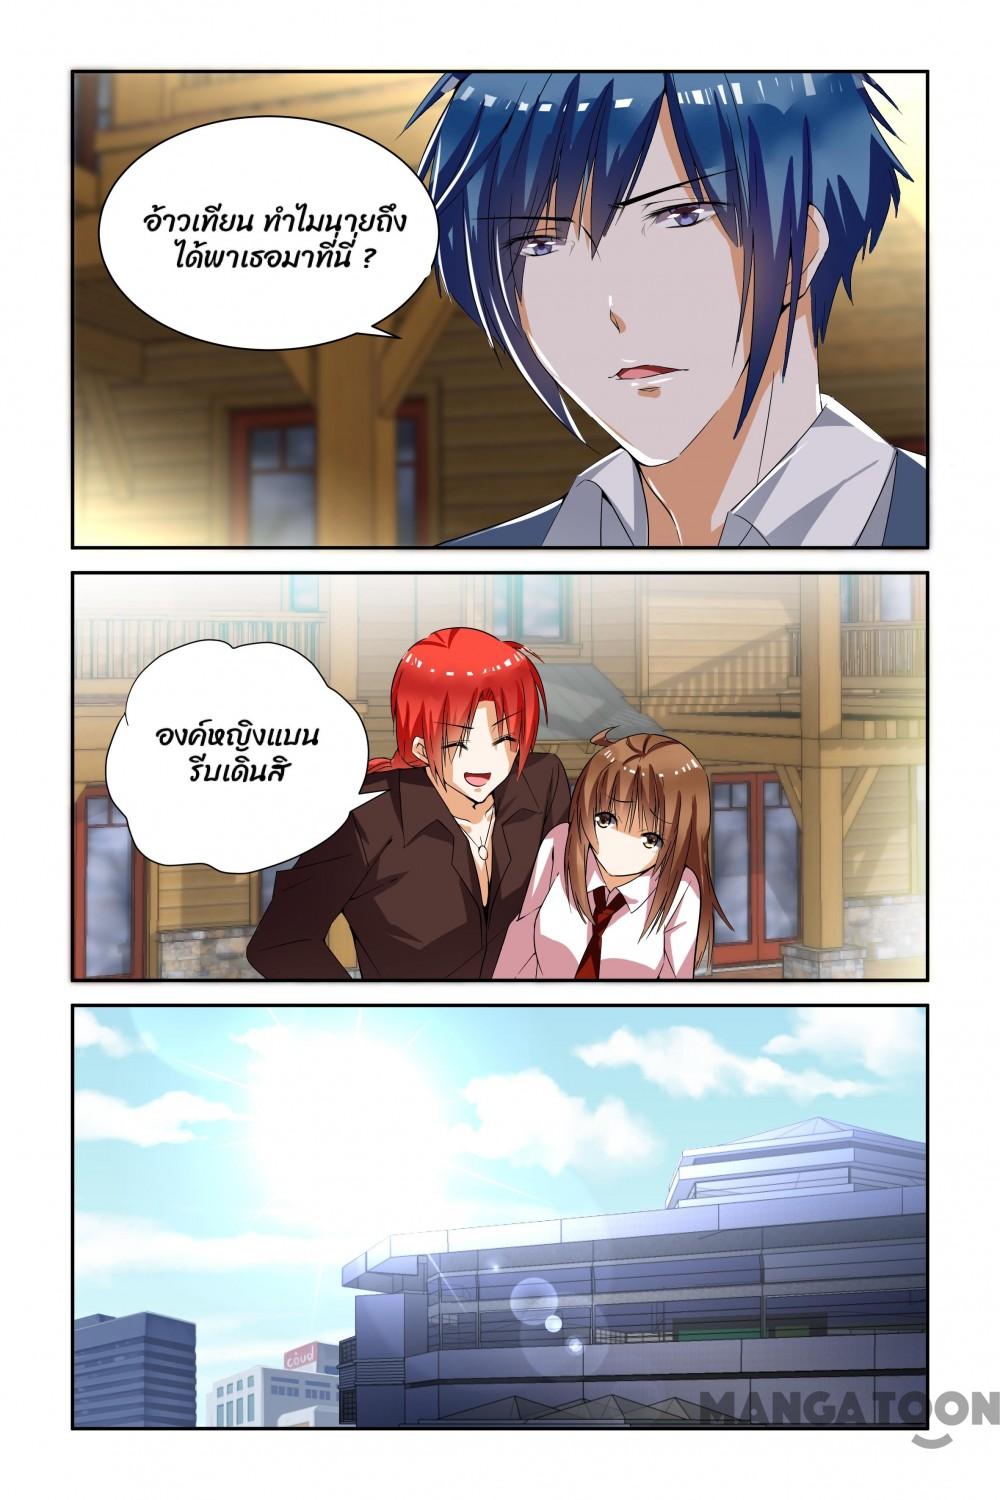 อ้าวเทียน ทำไมนายถึง
ได้พาเธอมาที่นี่ ?
องค์หญิงแบน
รีบเดินสิ
cöud
MANGATOON